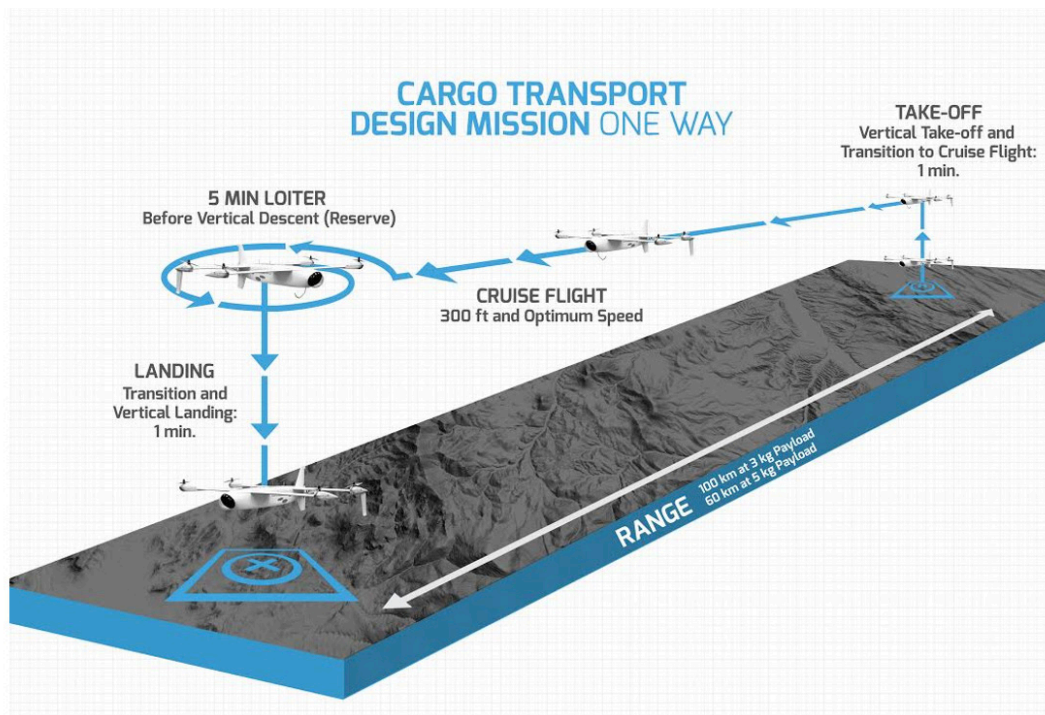 CARGO TRANSPORT
DESIGN MISSION ONE WAY
TAKE-OFF
Vertical Take-off and
Transition to Cruise Flight:
1 min.
5 MIN LOITER
Before Vertical Descent (Reserve)
CRUISE FLIGHT
300 ft and Optimum Speed
LANDING
Transition and
Vertical Landing:
1 min.
RANGE
100 km at 3 kg Payload
60 km at 5 kg Payload